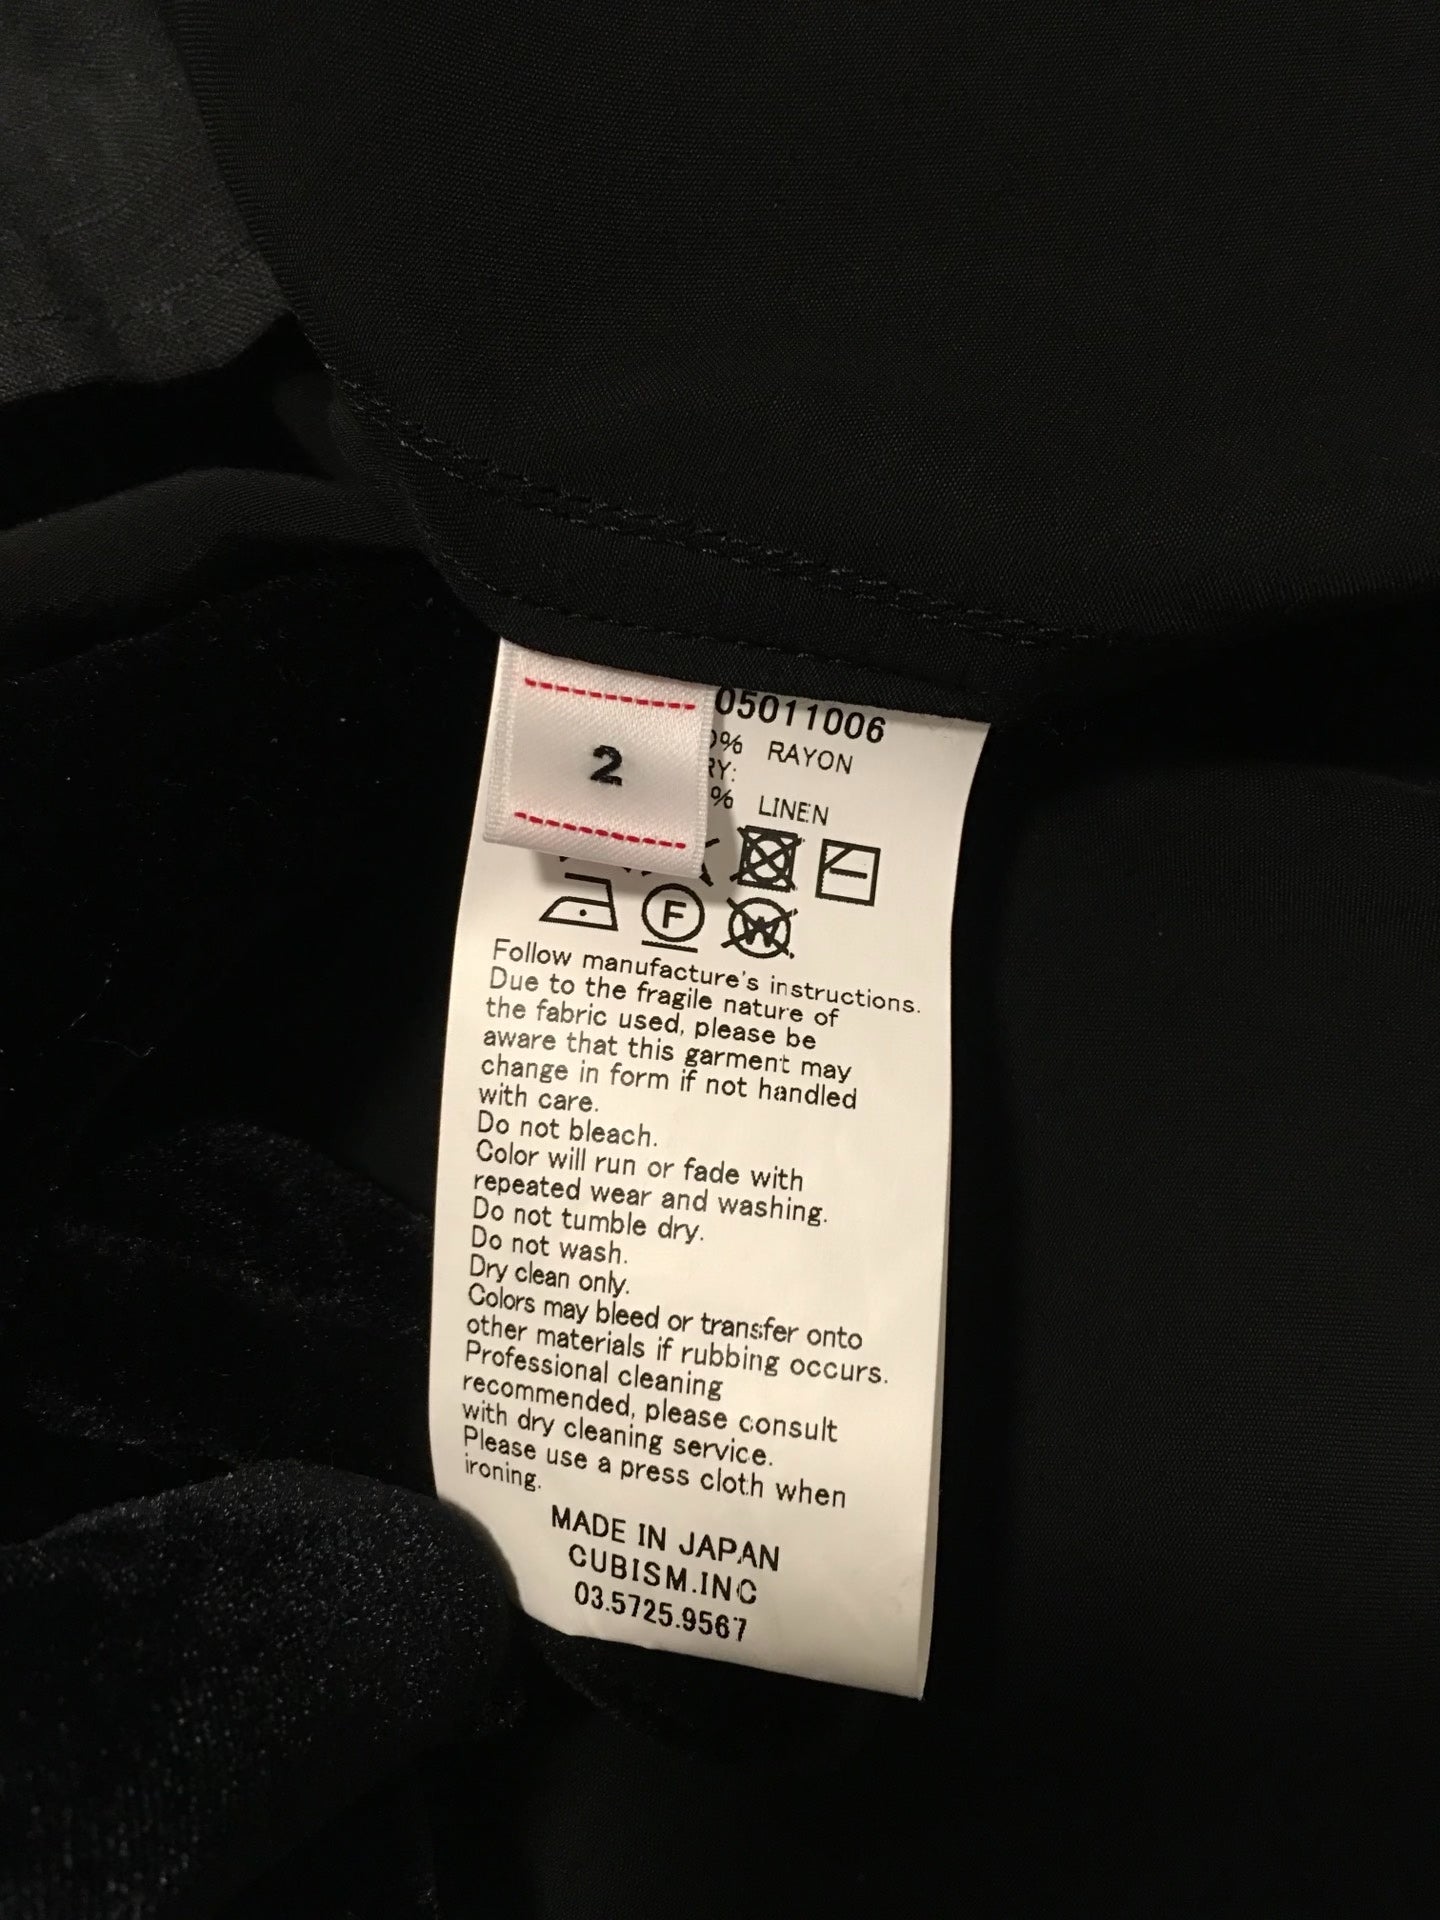 2
05011006
% RAYON
RY:
% LINEN
F
W
Follow manufacture's instructions.
Due to the fragile nature of
the fabric used, please be
aware that this garment may
change in form if not handled
with care.
Do not bleach.
Color will run or fade with
repeated wear and washing.
Do not tumble dry.
Do not wash.
Dry clean only.
Colors may bleed or transfer onto
other materials if rubbing occurs.
Professional cleaning
recommended, please consult
with dry cleaning service.
Please use a press cloth when
ironing.
MADE IN JAPAN
CUBISM.INC
03.5725.9567